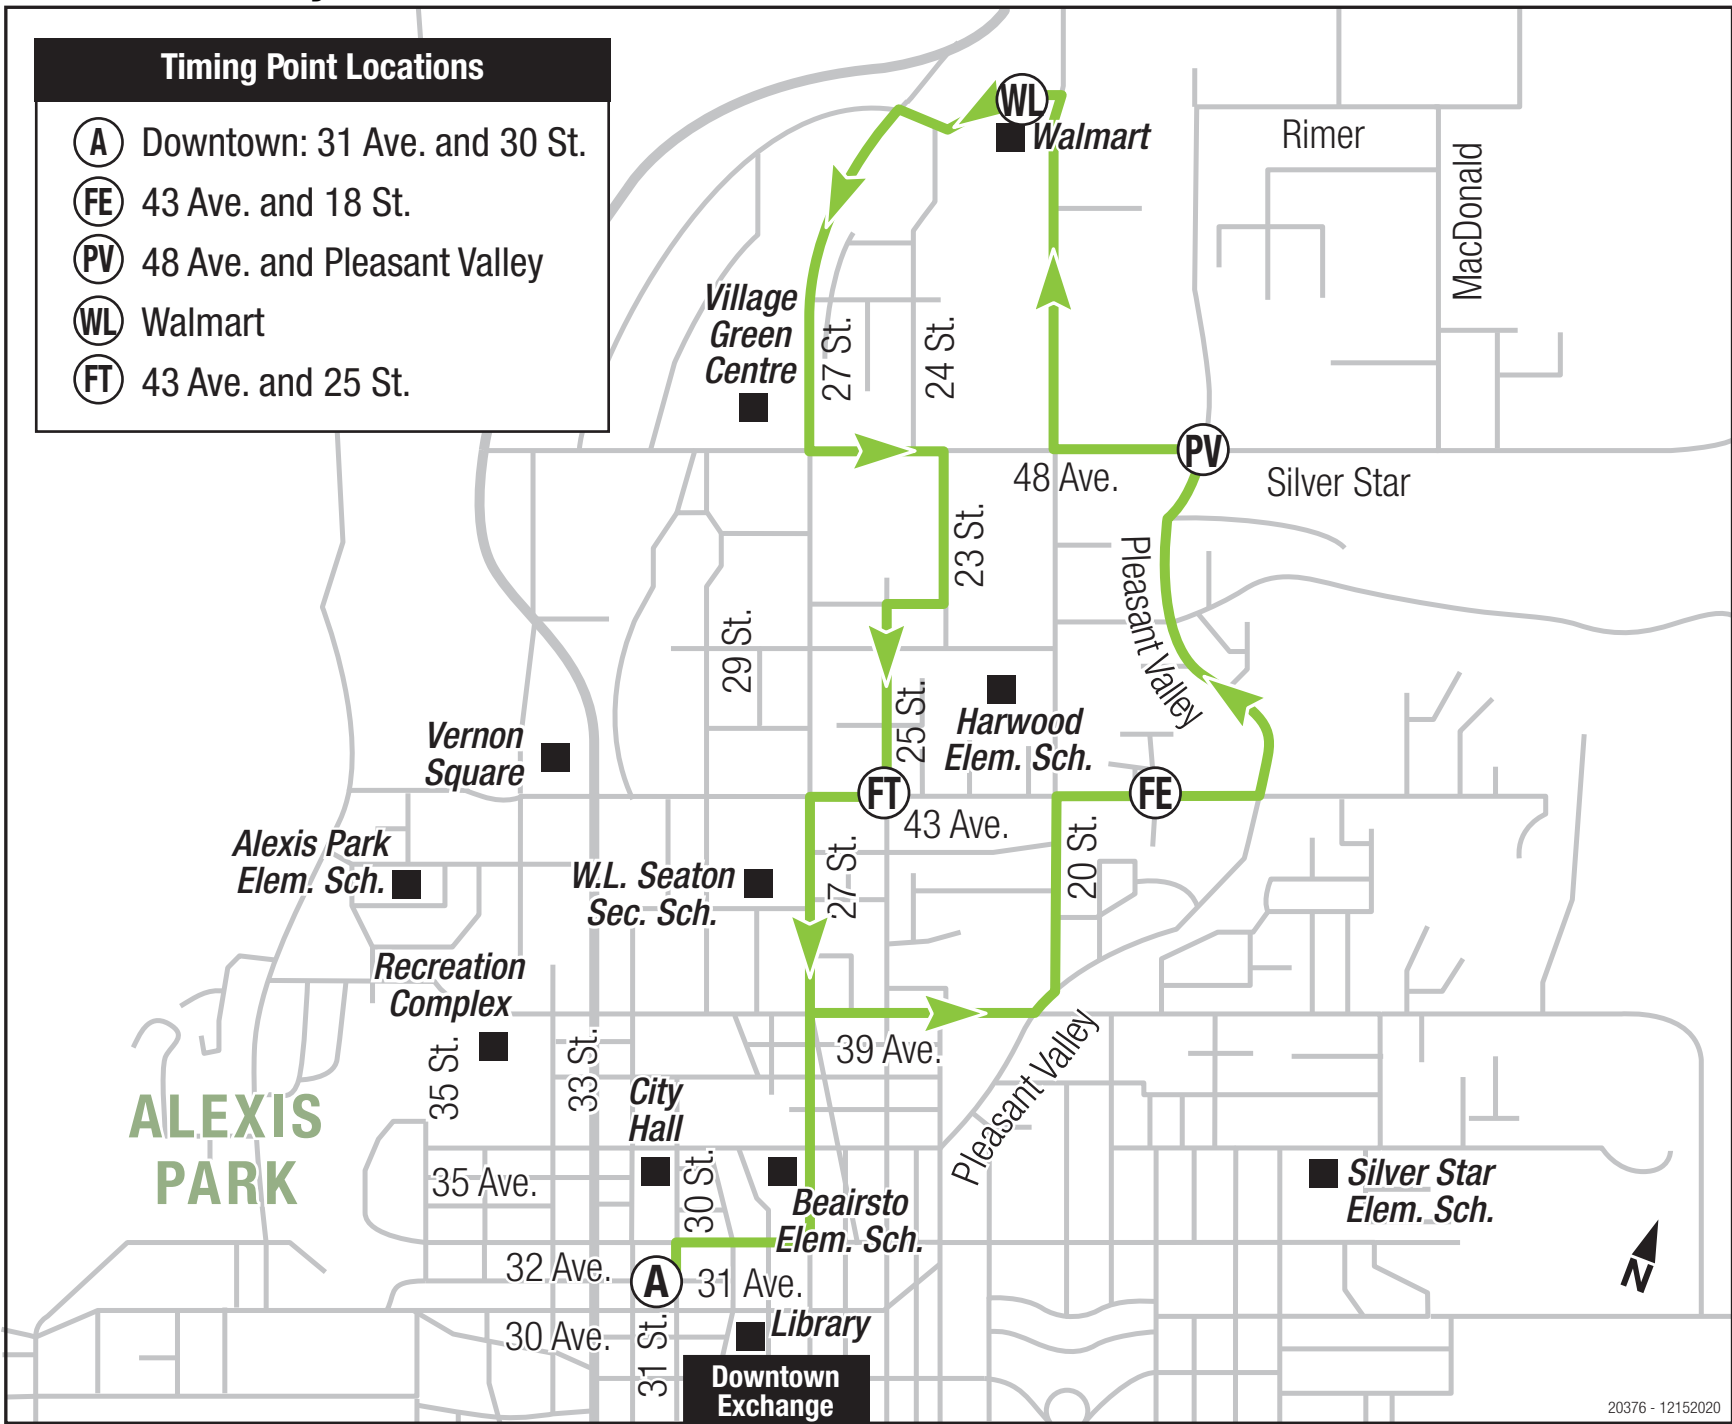 Timing Point Locations
A Downtown: 31 Ave. and 30 St.
FE 43 Ave. and 18 St.
PV 48 Ave. and Pleasant Valley
WL Walmart
FT 43 Ave. and 25 St.
WL
Walmart
Rimer
MacDonald
Village
Green
Centre
27 St.
24 St.
PV
48 Ave.
Silver Star
23 St.
Pleasant Valley
29 St.
25 St.
Harwood
Elem. Sch.
Vernon
Square
FT
FE
43 Ave.
Alexis Park
Elem. Sch.
W.L. Seaton
Sec. Sch.
27 St.
20 St.
Recreation
Complex
35 St.
33 St.
39 Ave.
Pleasant Valley
ALEXIS
PARK
City
Hall
35 Ave.
30 St.
Beairsto
Elem. Sch.
Silver Star
Elem. Sch.
32 Ave.
A
31 Ave.
N
30 Ave.
31 St.
Library
Downtown
Exchange
20376 - 12152020